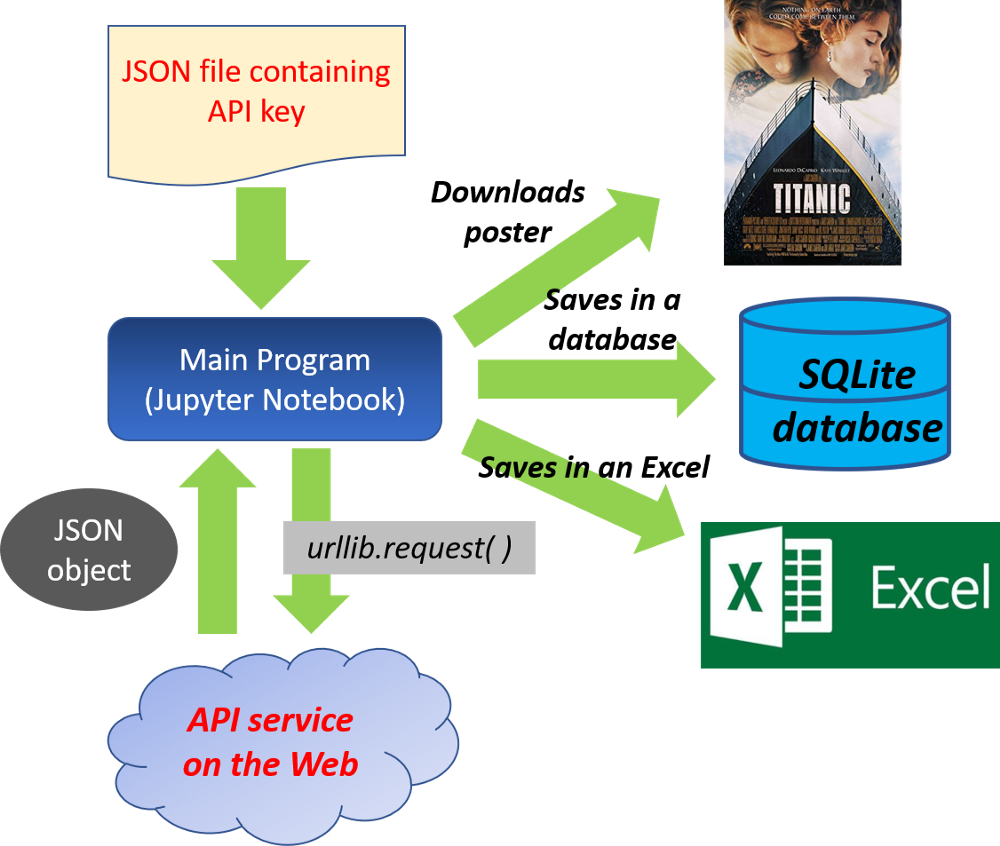 JSON file containing
API key
NOTHING ON EARTH
COULD COME BETWEEN THEM.
LEONARDO DICAPRIO KATE WINSLET
TITANIC
Downloads
poster
Saves in a
database
SQLite
database
Main Program
(Jupyter Notebook)
Saves in an Excel
X
Excel
JSON
object
urllib.request( )
API service
on the Web